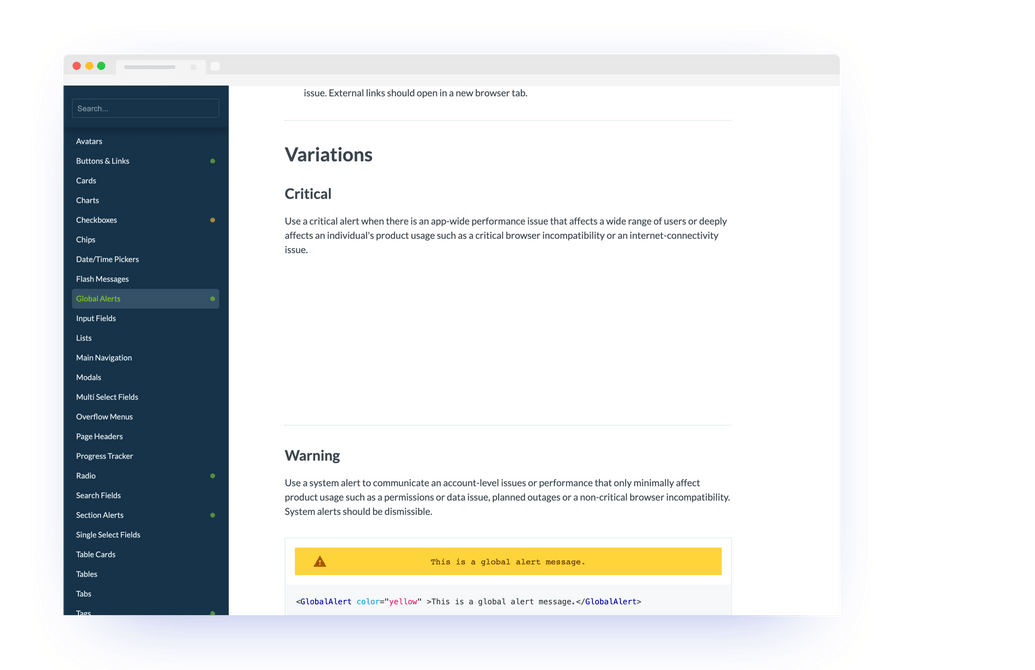 Search...
Avatars
Buttons & Links
Cards
Charts
Checkboxes
Chips
Date/Time Pickers
Flash Messages
Global Alerts
Input Fields
Lists
Main Navigation
Modals
Multi Select Fields
Overflow Menus
Page Headers
Progress Tracker
Radio
Search Fields
Section Alerts
Single Select Fields
Table Cards
Tables
Tabs
Tags
issue. External links should open in a new browser tab.
Variations
Critical
Use a critical alert when there is an app-wide performance issue that affects a wide range of users or deeply
affects an individual's product usage such as a critical browser incompatibility or an internet-connectivity
issue.
Warning
Use a system alert to communicate an account-level issues or performance that only minimally affect
product usage such as a permissions or data issue, planned outages or a non-critical browser incompatibility.
System alerts should be dismissible.
This is a global alert message.
<GlobalAlert color="yellow" >This is a global alert message.</GlobalAlert>